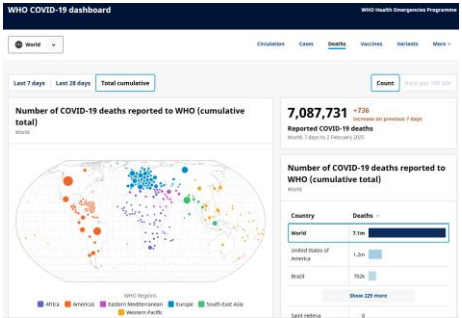 WHO COVID-19 dashboard
WHO Health Emergencies Programme
World
Circulation Cases Deaths Vaccines Variants More
Last 7 days Last 28 days Total cumulative
Count Rate per 100 000
Number of COVID-19 deaths reported to WHO (cumulative total)
World
WHO Regions
Africa Americas Eastern Mediterranean Europe South-East Asia
Western Pacific
7,087,731 +736
increase on previous 7 days
Reported COVID-19 deaths
World, 7 days to 2 February 2025
Number of COVID-19 deaths reported to
WHO (cumulative total)
World
Country Deaths
World 7.1m
United States of
America 1.2m
Brazil 702k
Show 229 more
Saint Helena 0